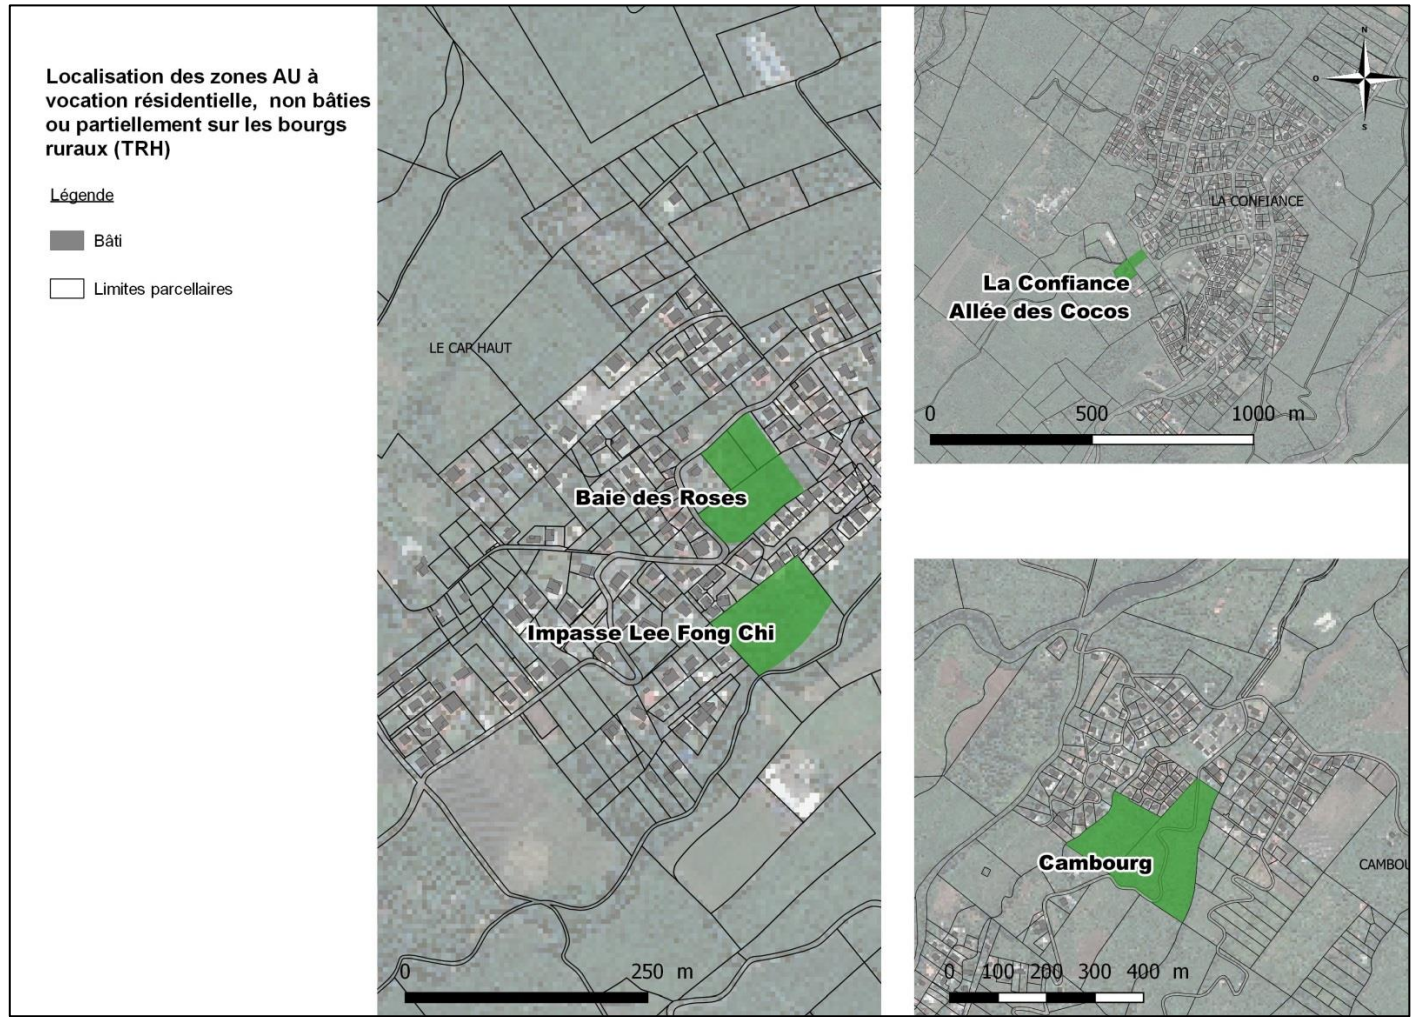 Localisation des zones AU à
vocation résidentielle, non bâties
ou partiellement sur les bourgs
ruraux (TRH)
Légende
Bâti
Limites parcellaires
LE CAP HAUT
Baie des Roses
Impasse Lee Fong Chi
0 250 m
N
O
S
LA CONFIANCE
La Confiance
Allée des Cocos
0 500 1000 m
Cambourg
CAMBOU
0 100 200 300 400 m